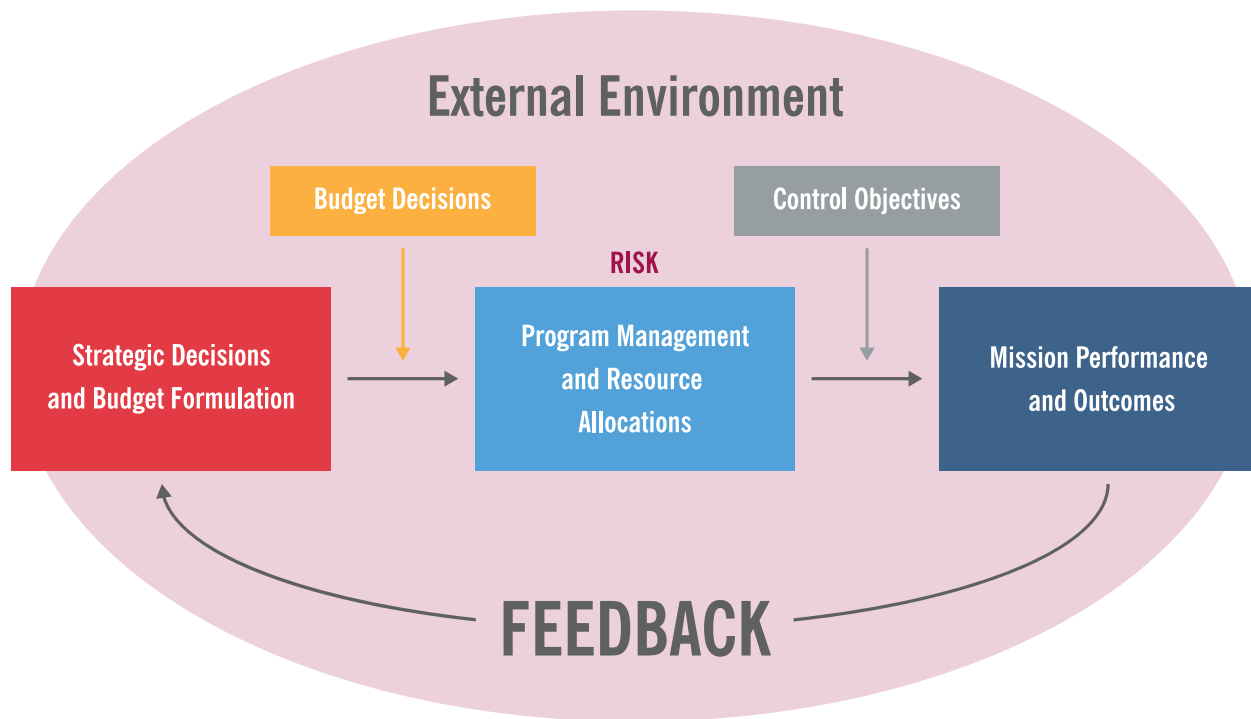 External Environment
Budget Decisions
Control Objectives
RISK
Strategic Decisions
and Budget Formulation
Program Management
and Resource
Allocations
Mission Performance
and Outcomes
FEEDBACK